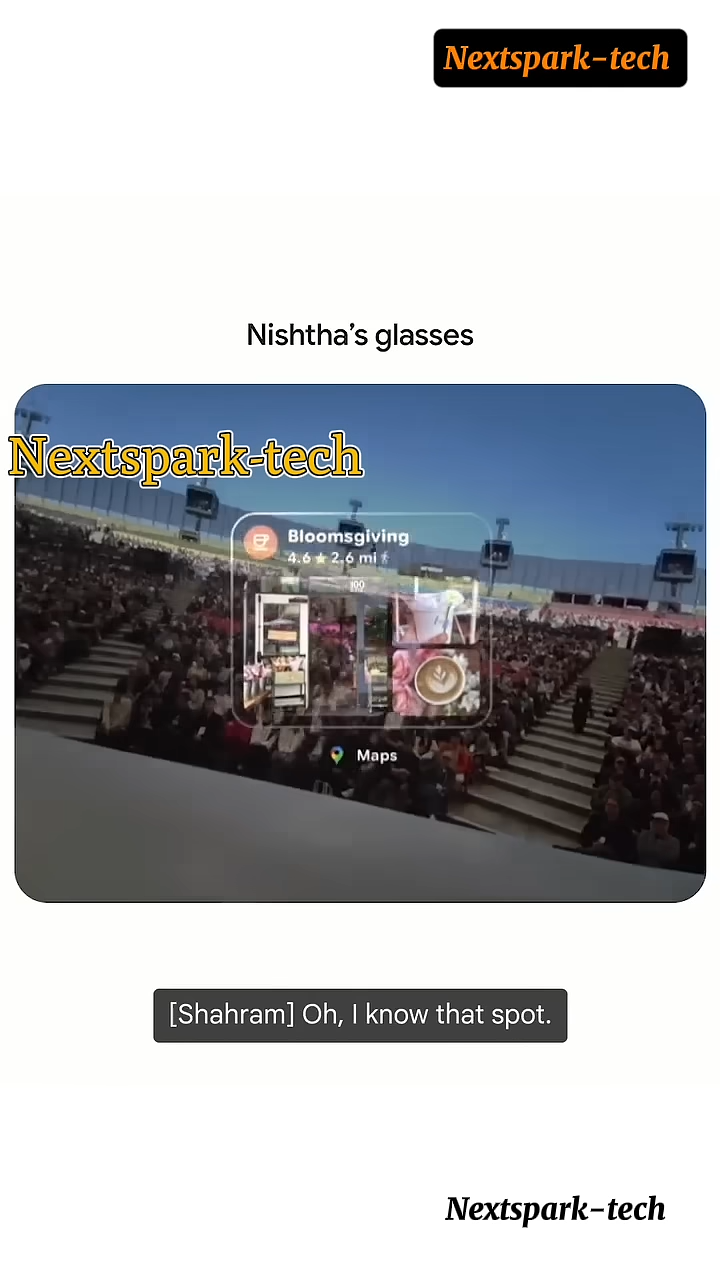 Nextspark-tech
Nishtha’s glasses
Nextspark-tech
Bloomsgiving
4.6 ★ 2.6 mi
100
Maps
[Shahram] Oh, I know that spot.
Nextspark-tech